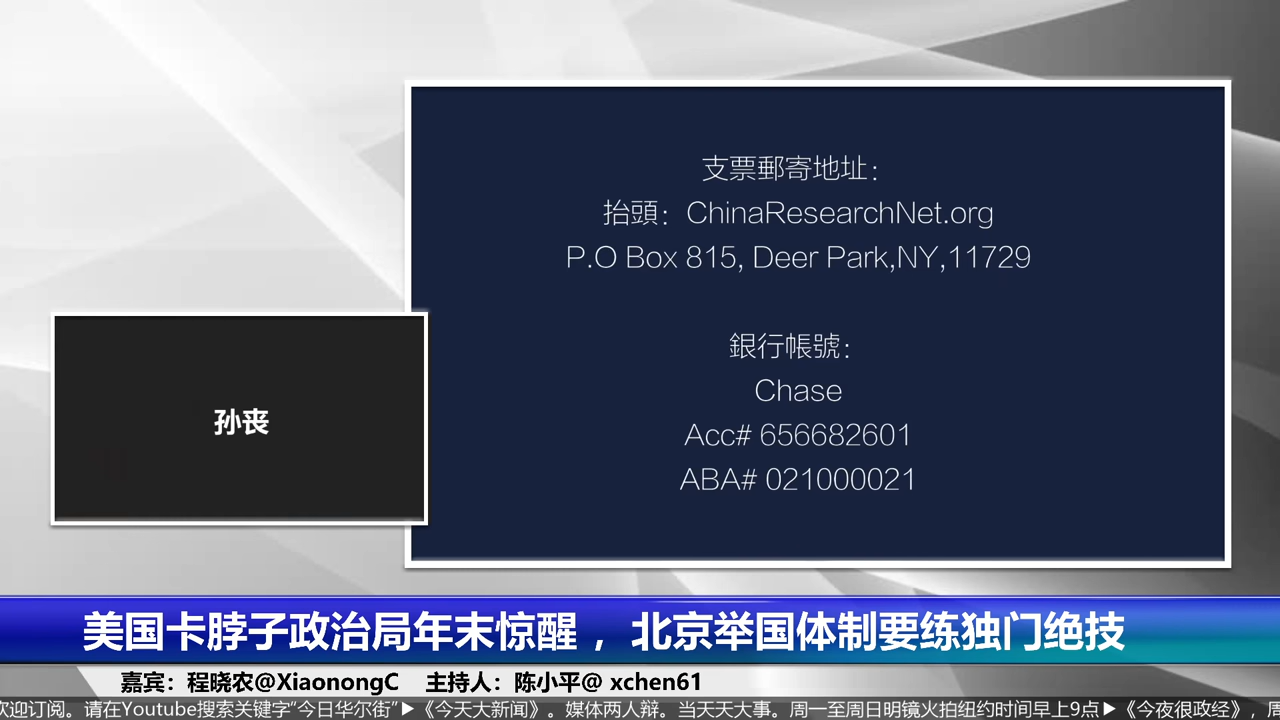 支票郵寄地址：
抬頭：ChinaResearchNet.org
P.O Box 815, Deer Park,NY,11729
銀行帳號：
Chase
Acc# 656682601
ABA# 021000021
孙丧
美国卡脖子政治局年末惊醒，北京举国体制要练独门绝技
嘉宾：程晓农@XiaonongC 主持人：陈小平@ xchen61
欢迎订阅。请在Youtube搜索关键字“今日华尔街”▶《今天大新闻》。媒体两人辩。当天天大事。周一至周日明镜火拍纽约时间早上9点▶《今夜很政经》，周